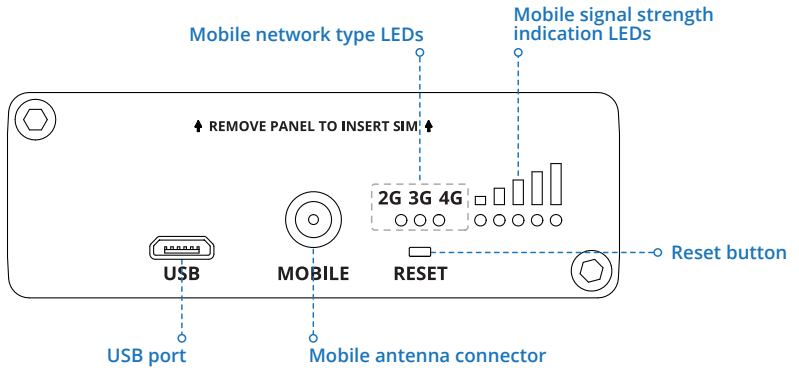 Mobile network type LEDs
Mobile signal strength
indication LEDs
REMOVE PANEL TO INSERT SIM
2G 3G 4G
USB
MOBILE
RESET
Reset button
USB port
Mobile antenna connector